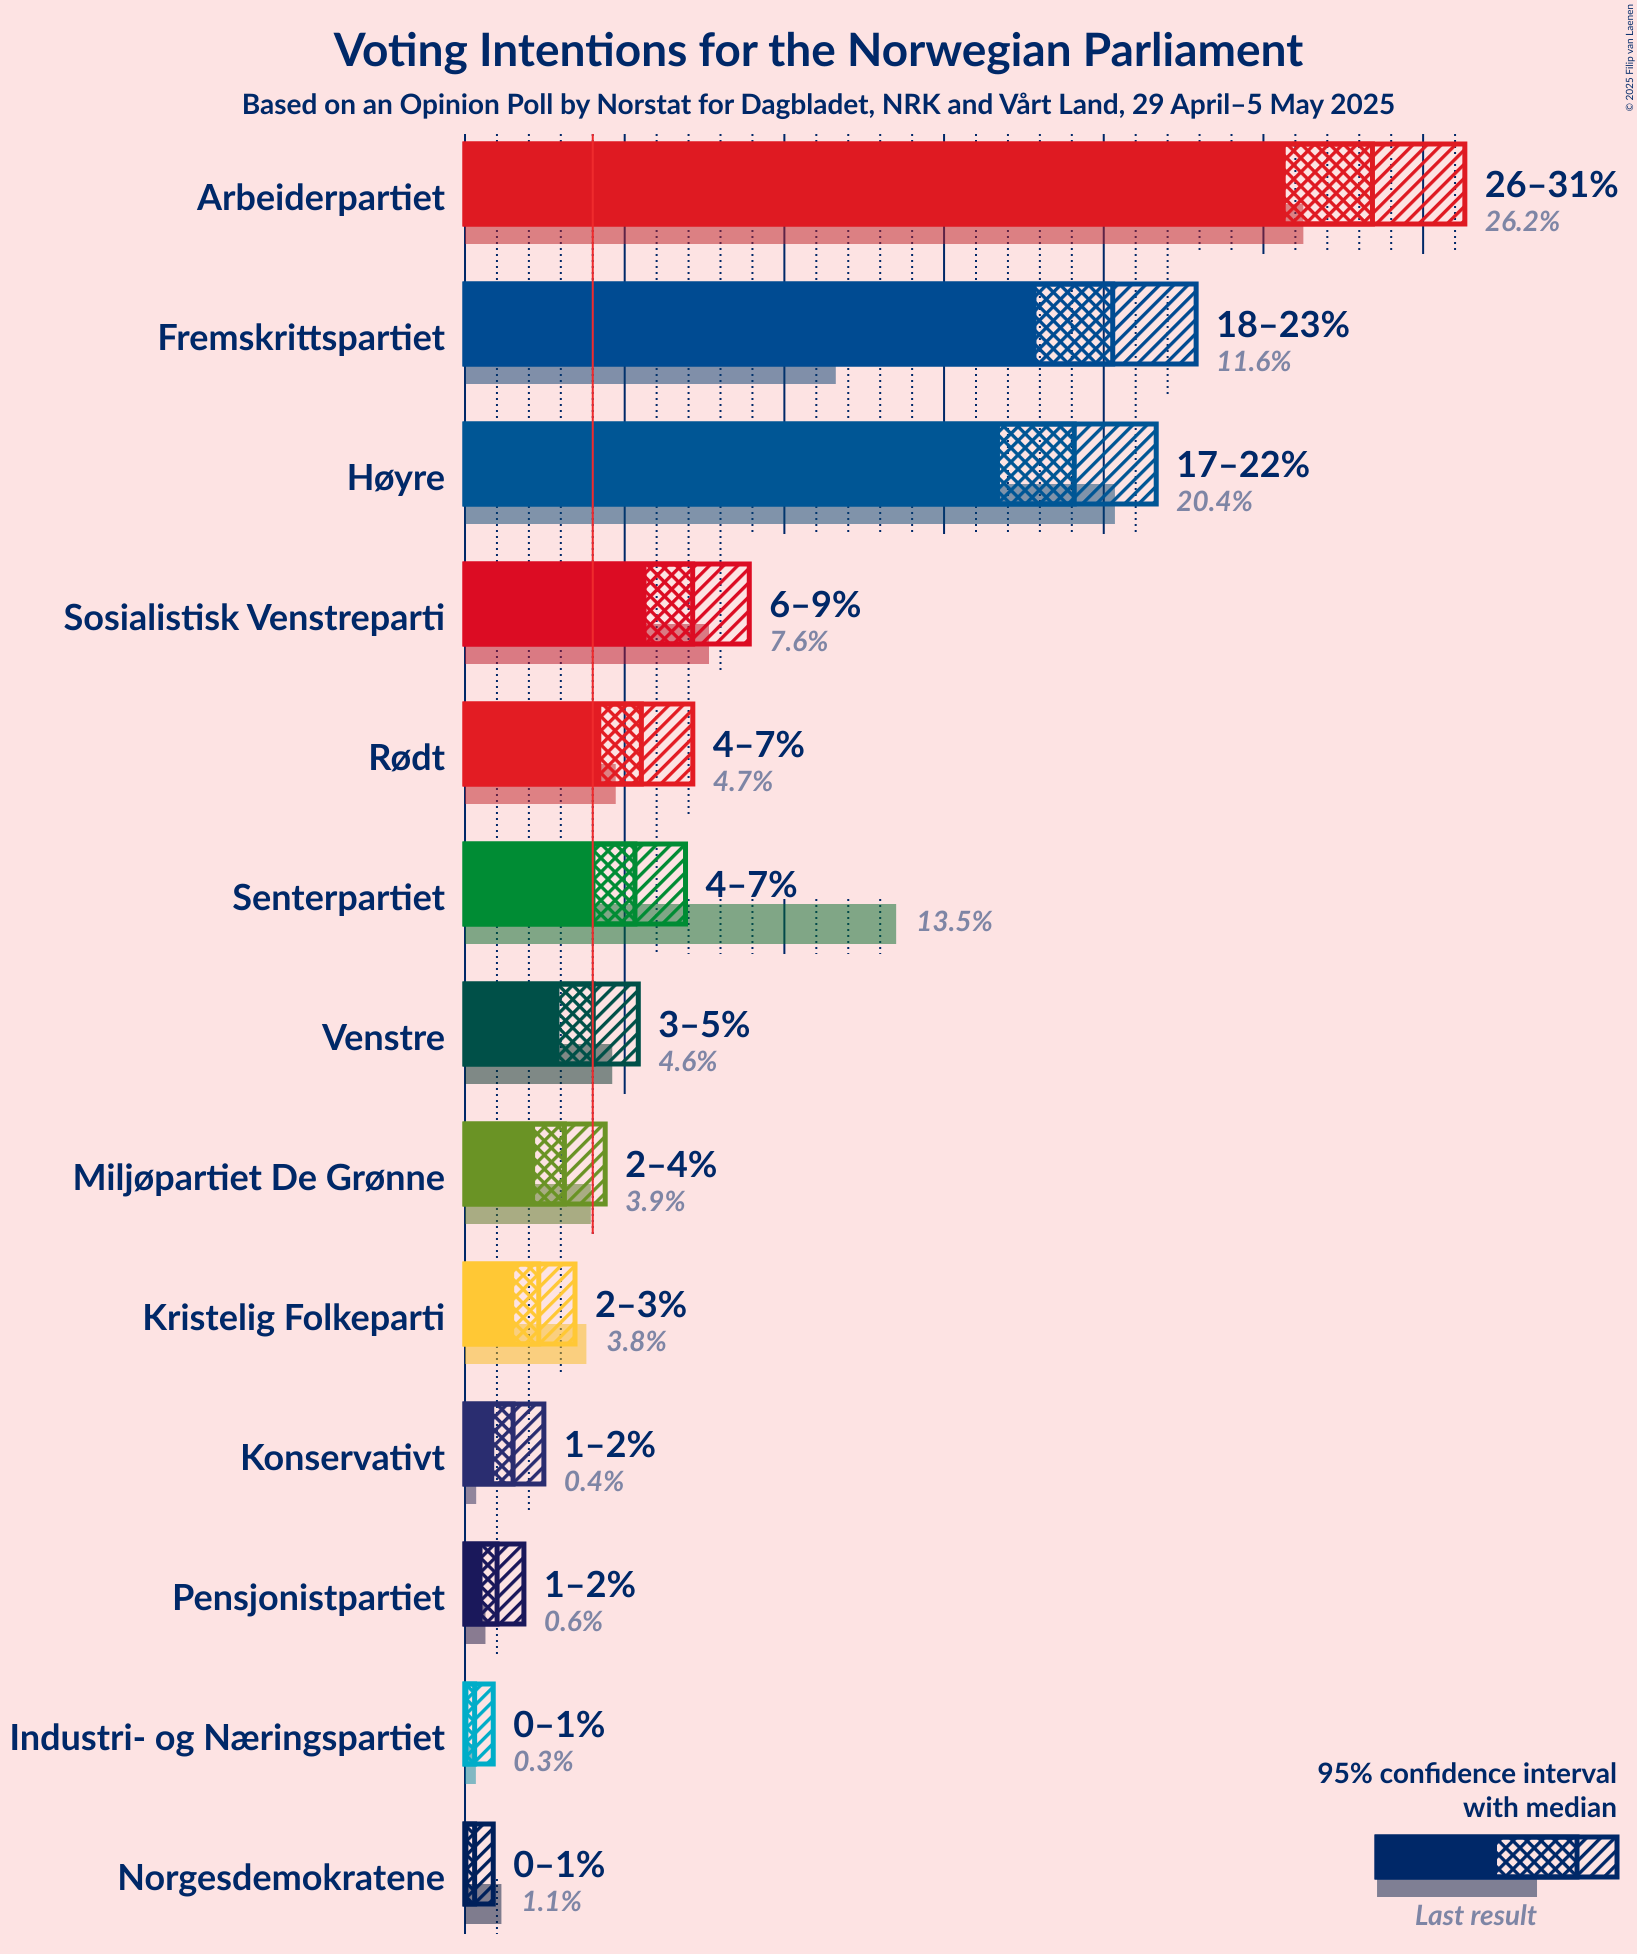 Voting Intentions for the Norwegian Parliament
Based on an Opinion Poll by Norstat for Dagbladet, NRK and Vårt Land, 29 April–5 May 2025
© 2025 Filip van Laenen
Arbeiderpartiet
26–31%
26.2%
Fremskrittspartiet
18–23%
11.6%
Høyre
17–22%
20.4%
Sosialistisk Venstreparti
6–9%
7.6%
Rødt
4–7%
4.7%
Senterpartiet
4–7%
13.5%
Venstre
3–5%
4.6%
Miljøpartiet De Grønne
2–4%
3.9%
Kristelig Folkeparti
2–3%
3.8%
Konservativt
1–2%
0.4%
Pensjonistpartiet
1–2%
0.6%
Industri- og Næringspartiet
0–1%
0.3%
Norgesdemokratene
0–1%
1.1%
95% confidence interval
with median
Last result